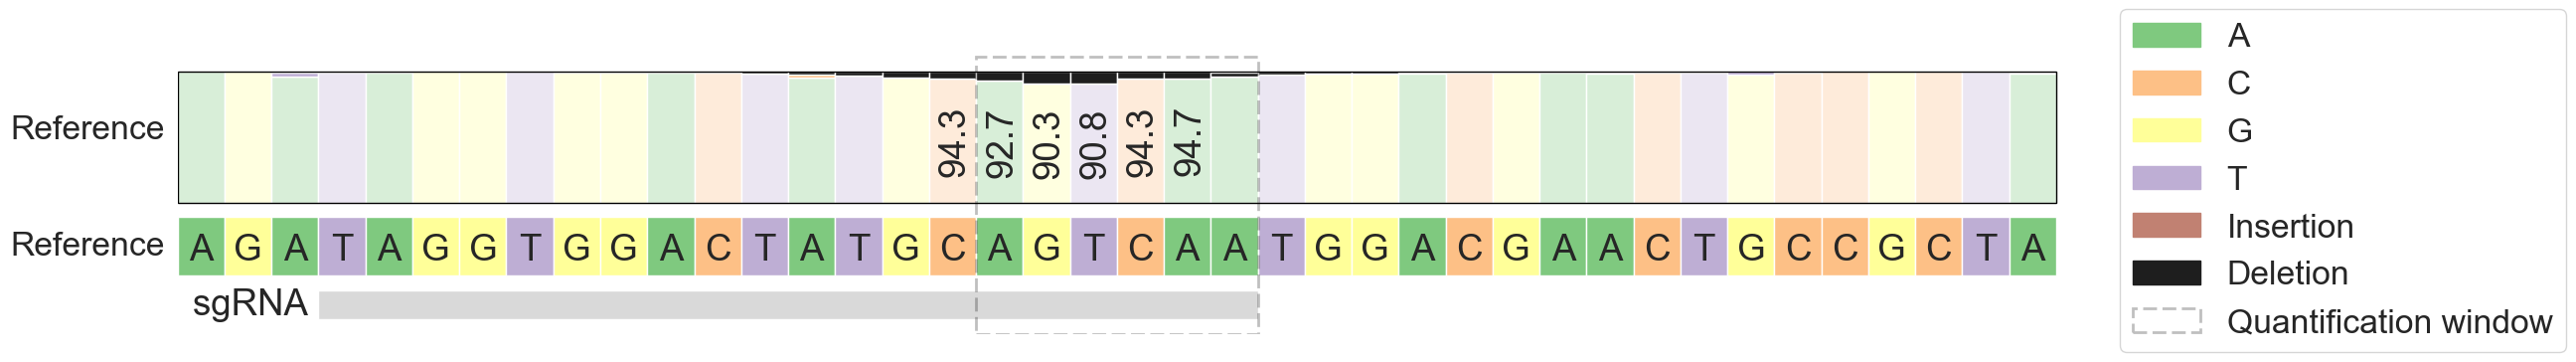 Reference 94.3 92.7 90.3 90.8 94.3 94.7
Reference A G A T A G G T G G A C T A T G C A G T C A A T G G A C G A A C T G C C G C T A
sgRNA
A
C
G
T
Insertion
Deletion
Quantification window